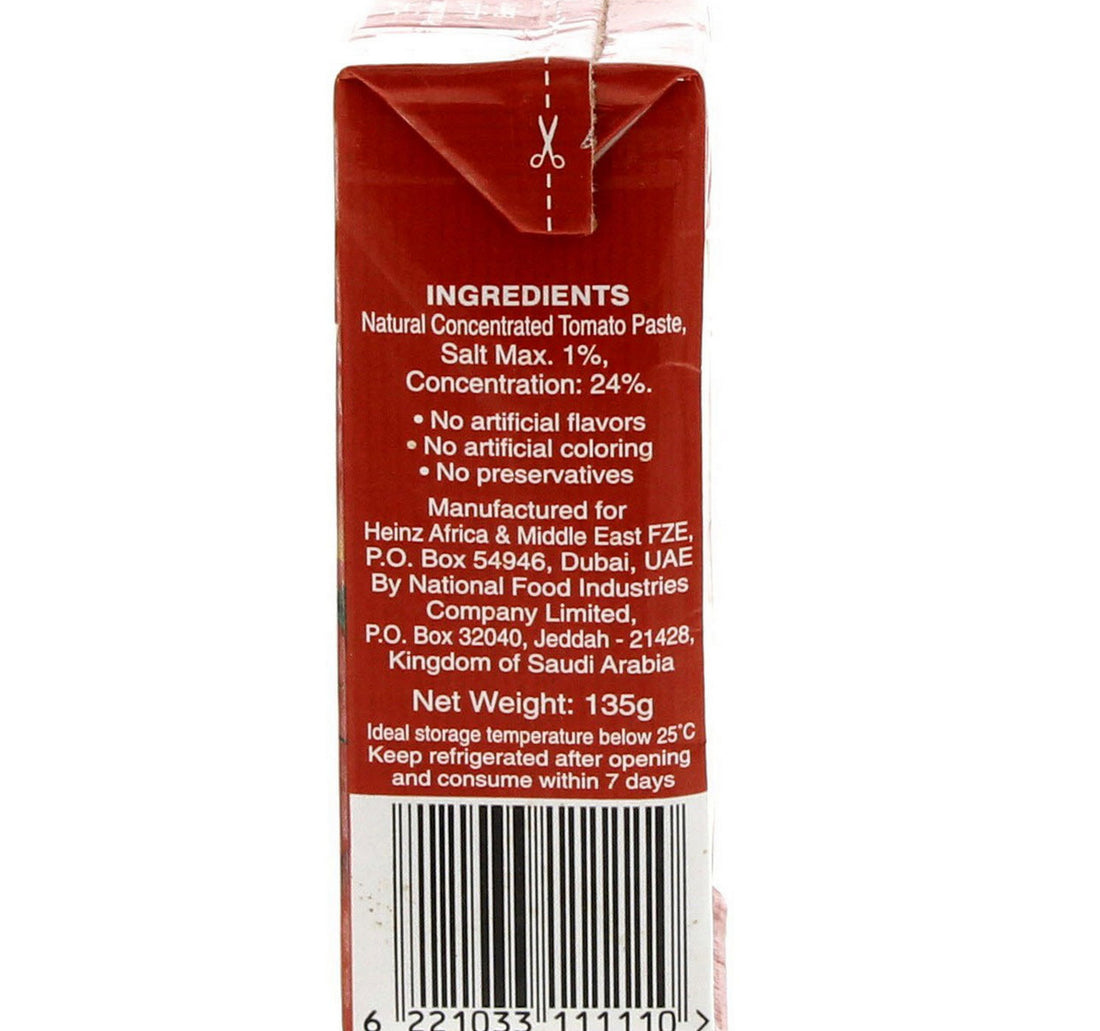 INGREDIENTS
Natural Concentrated Tomato Paste,
Salt Max. 1%,
Concentration: 24%.
• No artificial flavors
• No artificial coloring
• No preservatives
Manufactured for
Heinz Africa & Middle East FZE,
P.O. Box 54946, Dubai, UAE
By National Food Industries
Company Limited,
P.O. Box 32040, Jeddah - 21428,
Kingdom of Saudi Arabia
Net Weight: 135g
Ideal storage temperature below 25°C
Keep refrigerated after opening
and consume within 7 days
6 221033 111110 >